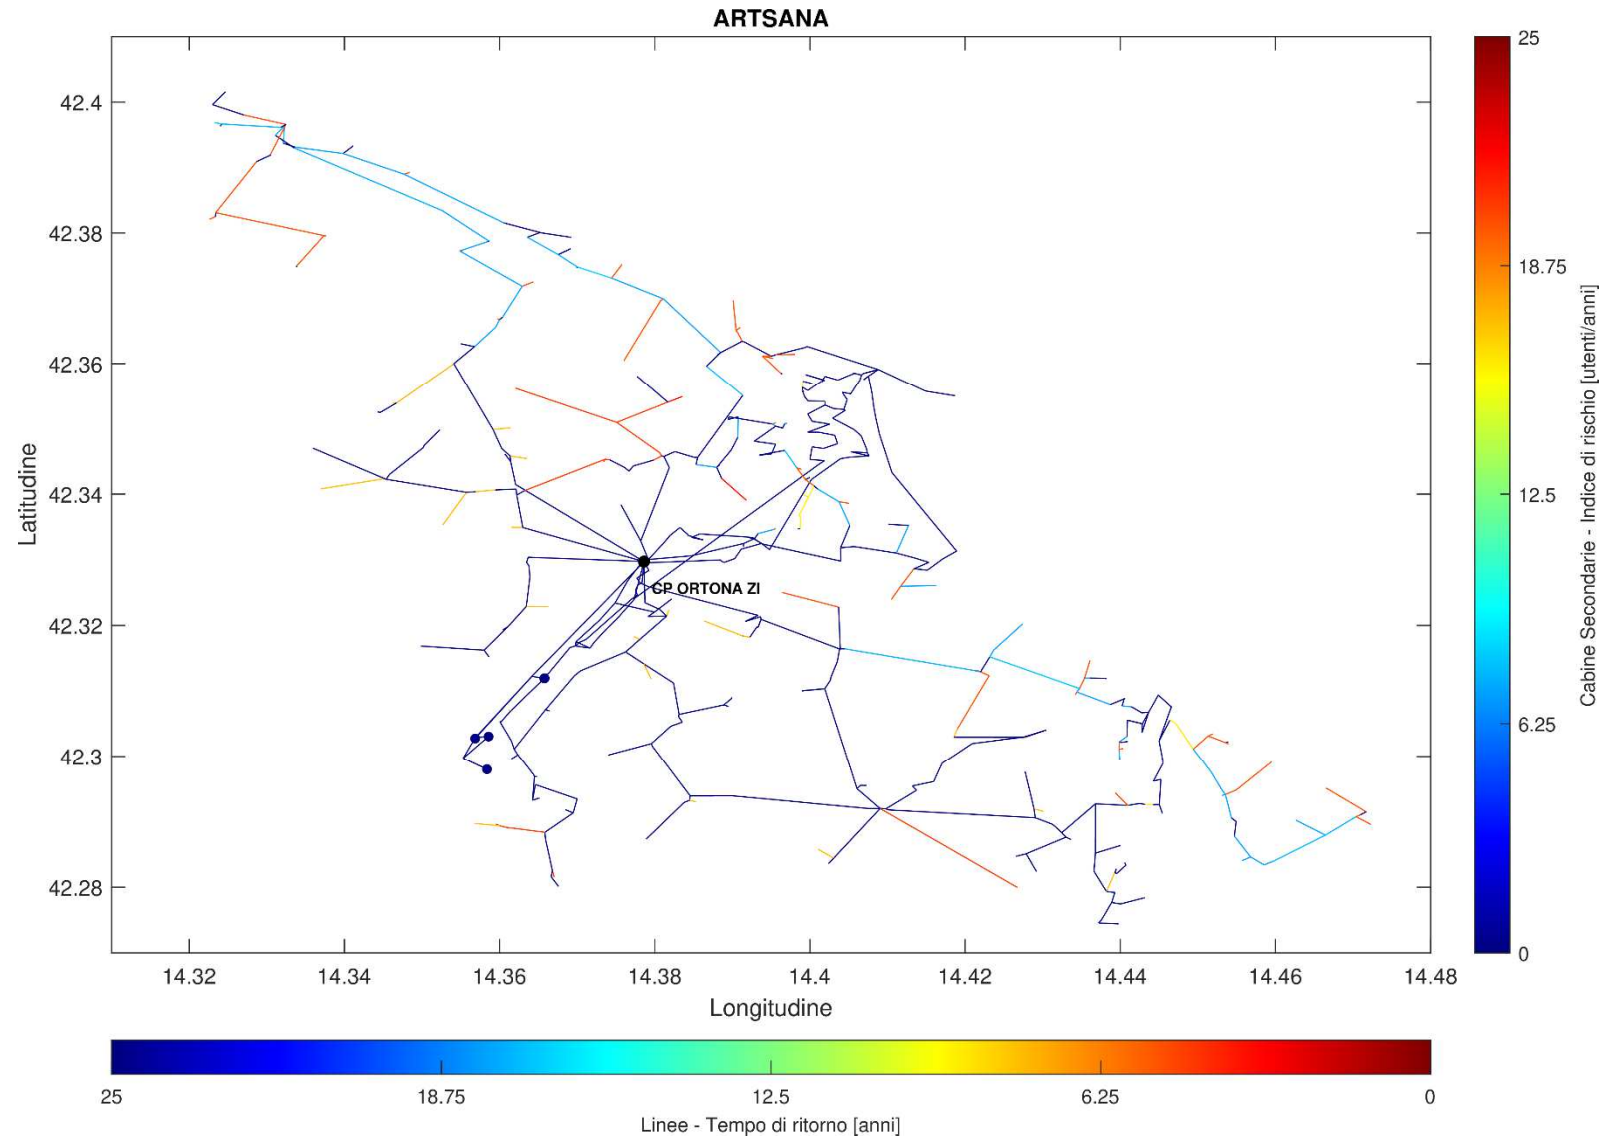 ARTSANA
42.4
42.38
42.36
42.34
42.32
42.3
42.28
Latitudine
CP ORTONA ZI
14.32 14.34 14.36 14.38 14.4 14.42 14.44 14.46 14.48
Longitudine
25
18.75
12.5
6.25
0
Cabine Secondarie - Indice di rischio [utenti/anni]
25 18.75 12.5 6.25 0
Linee - Tempo di ritorno [anni]